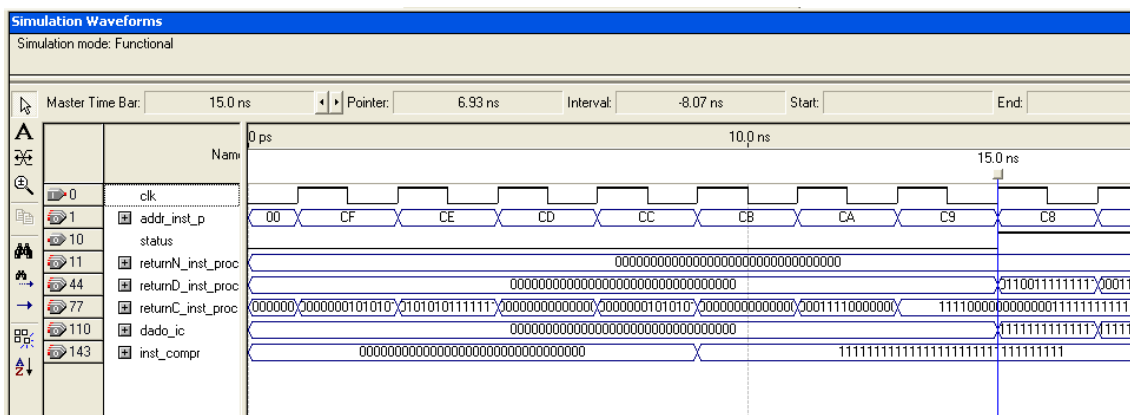 Simulation Waveforms
Simulation mode: Functional
Master Time Bar: 15.0 ns Pointer: 6.93 ns Interval: -8.07 ns Start: End:
Name
0 ps 10.0 ns
15.0 ns
0 clk
1 addr_inst_p 00 CF CE CD CC CB CA C9 C8
10 status
11 returnN_inst_proc 00000000000000000000000000000000
44 returnD_inst_proc 00000000000000000000000000000000
77 returnC_inst_proc
110 dado_ic 00000000000000000000000000000000
143 inst_compr 00000000000000000000000000000000 11111111111111111111111111111111